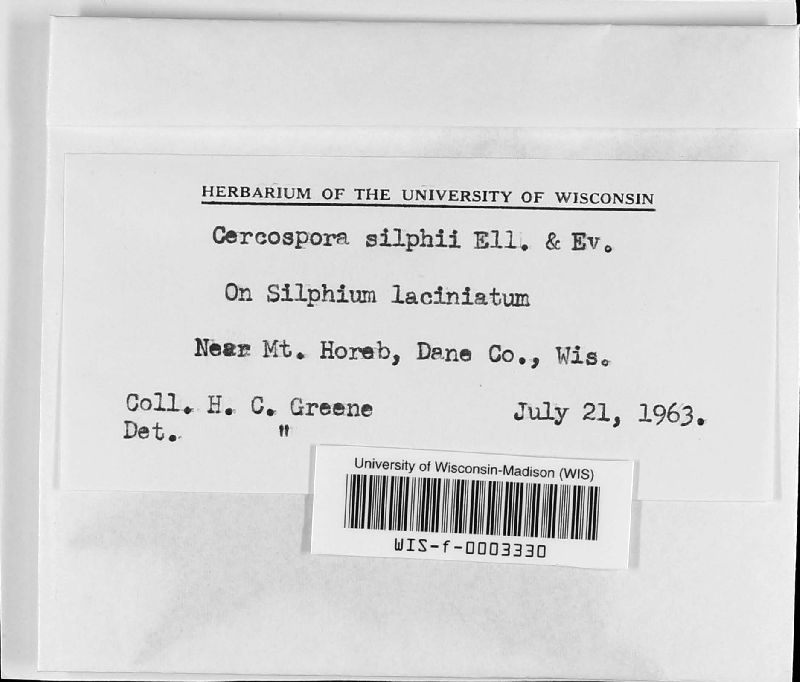 HERBARIUM OF THE UNIVERSITY OF WISCONSIN
Cercospora silphii Ell. & Ev.
On Silphium laciniatum
Near Mt. Horeb, Dane Co., Wis.
Coll. H. C. Greene July 21, 1963.
Det. "
University of Wisconsin-Madison (WIS)
WIS-f-0003330